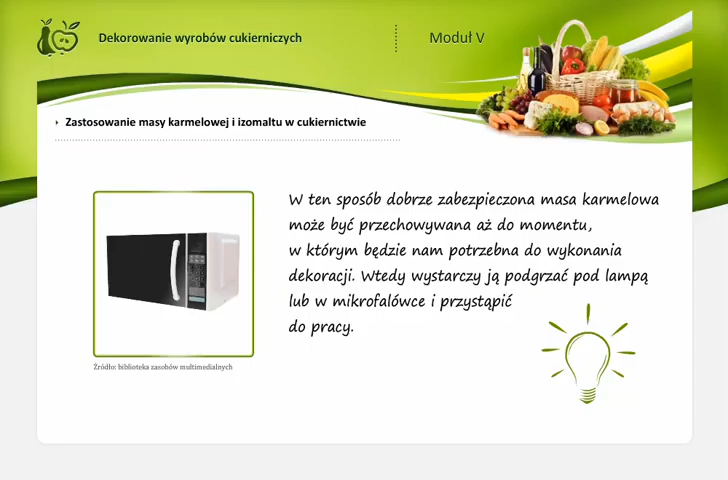 Dekorowanie wyrobów cukierniczych
Moduł V
Zastosowanie masy karmelowej i izomaltu w cukiernictwie
W ten sposób dobrze zabezpieczona masa karmelowa
może być przechowywana aż do momentu,
w którym będzie nam potrzebna do wykonania
dekoracji. Wtedy wystarczy ją podgrzać pod lampą
lub w mikrofalówce i przystąpić
do pracy.
Źródło: biblioteka zasobów multimedialnych